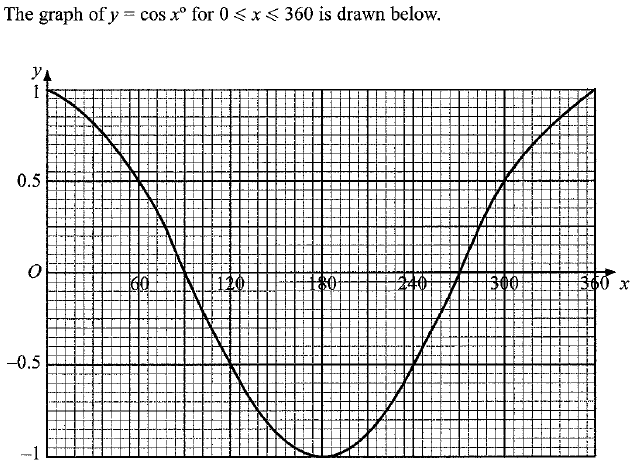 The graph of y = cos x° for 0 ⩽ x ⩽ 360 is drawn below.
y
1
0.5
O
60 120 180 240 300 360 x
–0.5
–1